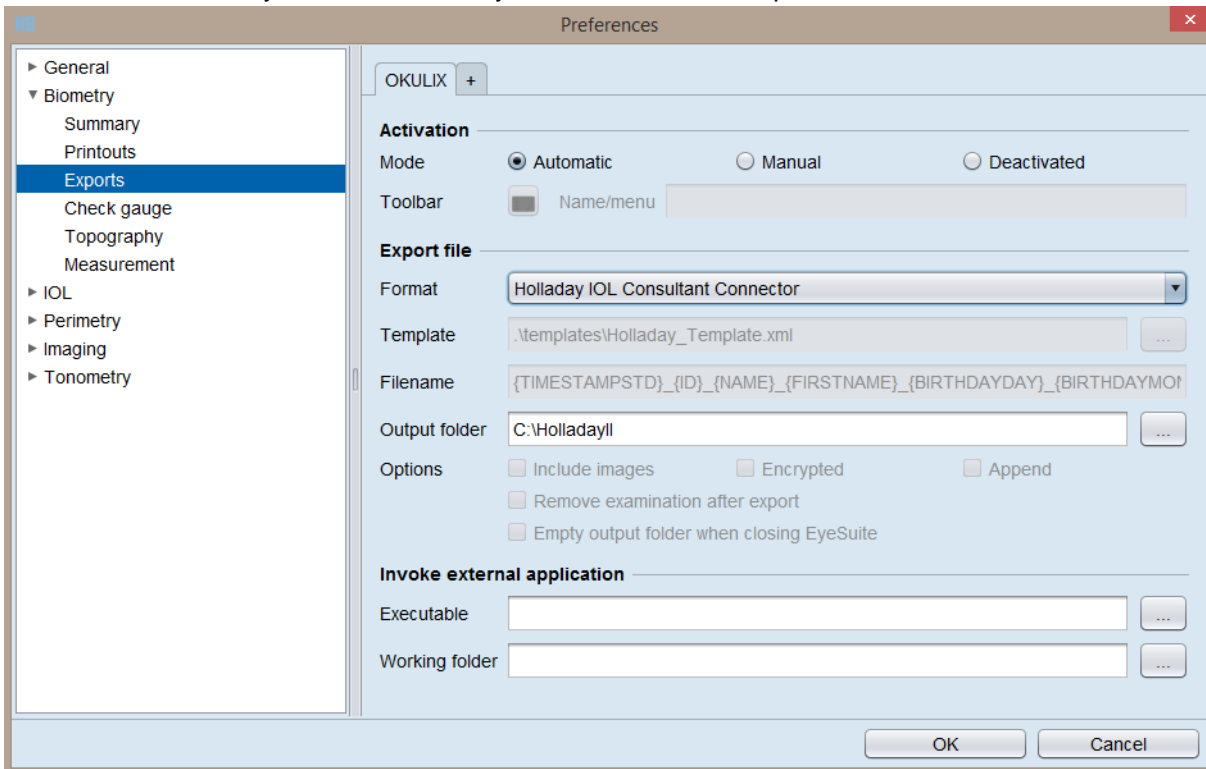 Preferences
General
Biometry
Summary
Printouts
Exports
Check gauge
Topography
Measurement
IOL
Perimetry
Imaging
Tonometry
OKULIX +
Activation
Mode Automatic Manual Deactivated
Toolbar Name/menu
Export file
Format Holladay IOL Consultant Connector
Template .\templates\Holladay_Template.xml ...
Filename {TIMESTAMPSTD}_{ID}_{NAME}_{FIRSTNAME}_{BIRTHDAYDAY}_{BIRTHDAYMON
Output folder C:\HolladayII ...
Options Include images Encrypted Append
Remove examination after export
Empty output folder when closing EyeSuite
Invoke external application
Executable ...
Working folder ...
OK Cancel